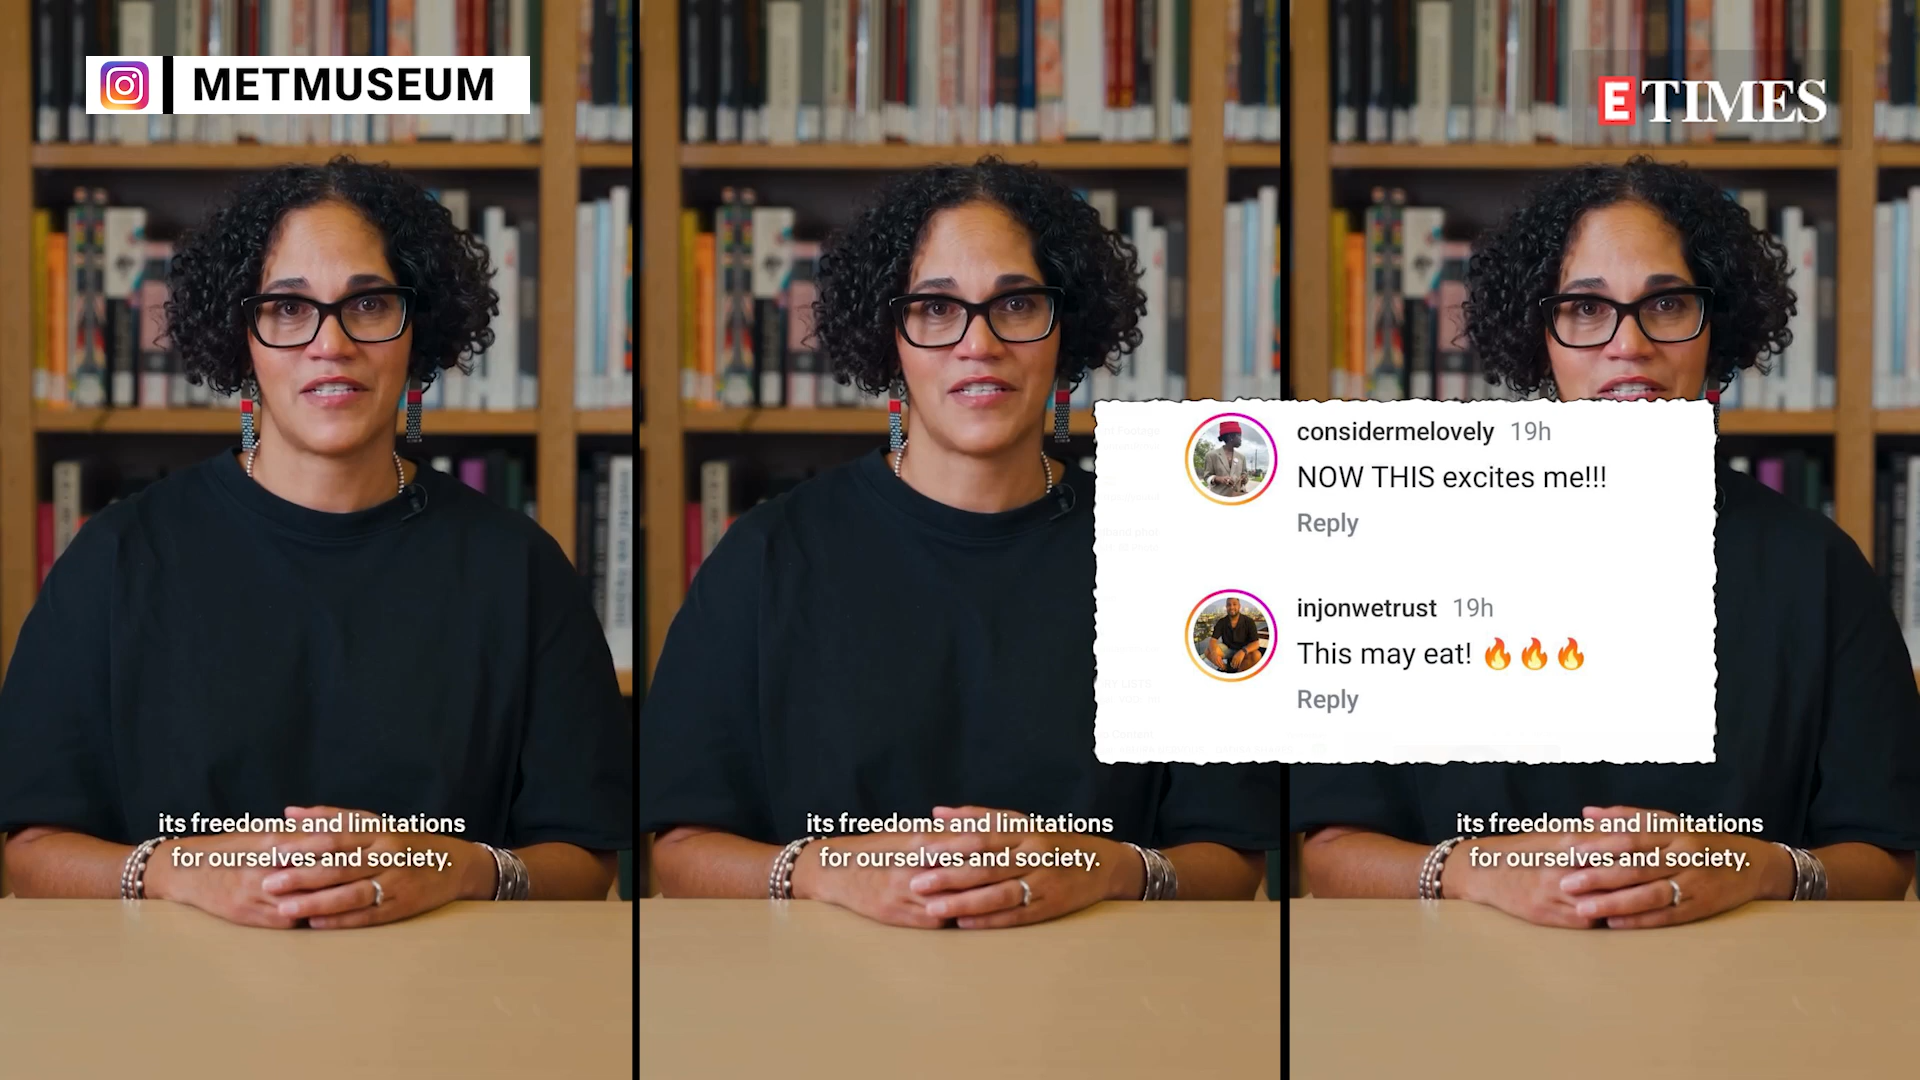 METMUSEUM
ETIMES
considermelovely 19h
NOW THIS excites me!!!
Reply
injonwetrust 19h
This may eat! 🔥🔥🔥
Reply
its freedoms and limitations
for ourselves and society.
its freedoms and limitations
for ourselves and society.
its freedoms and limitations
for ourselves and society.